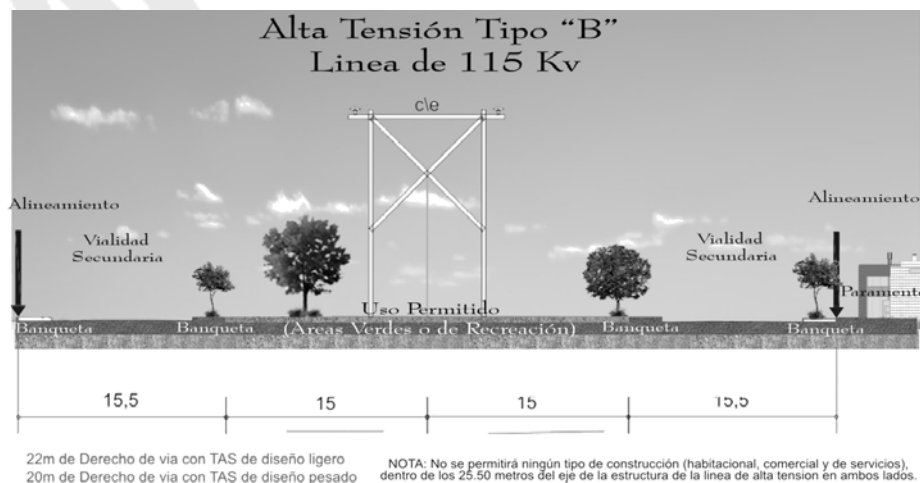 Alta Tensión Tipo “B”
Linea de 115 Kv
c\e
Alineamiento
Alineamiento
Vialidad
Secundaria
Vialidad
Secundaria
Paramento
Uso Permitido
Banqueta
Banqueta
(Areas Verdes o de Recreación)
Banqueta
Banqueta
15,5
15
15
15,5
22m de Derecho de via con TAS de diseño ligero
20m de Derecho de via con TAS de diseño pesado
NOTA: No se permitirá ningún tipo de construcción (habitacional, comercial y de servicios),
dentro de los 25.50 metros del eje de la estructura de la linea de alta tension en ambos lados.